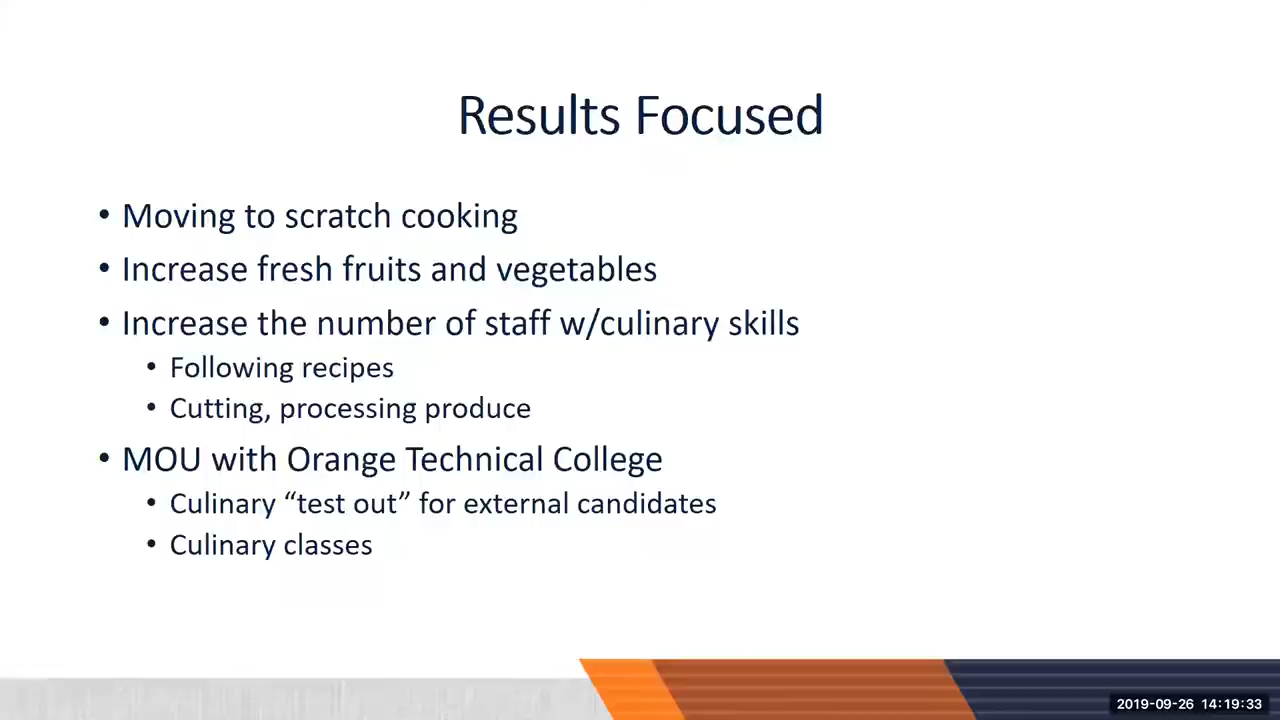 Results Focused
• Moving to scratch cooking
• Increase fresh fruits and vegetables
• Increase the number of staff w/culinary skills
• Following recipes
• Cutting, processing produce
• MOU with Orange Technical College
• Culinary “test out” for external candidates
• Culinary classes
2019-09-26 14:19:33